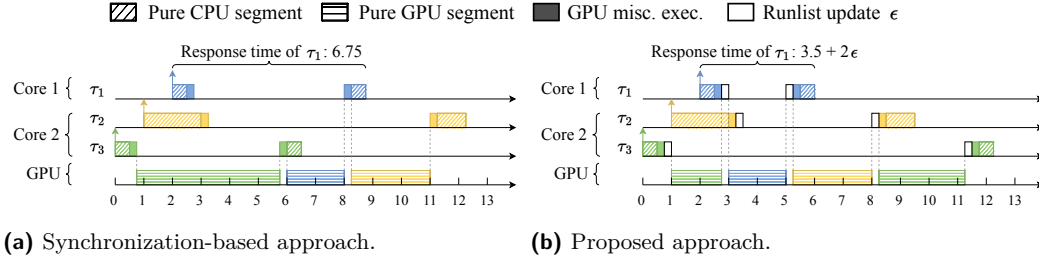 Pure CPU segment Pure GPU segment GPU misc. exec. Runlist update ϵ
Response time of τ1: 6.75
Core 1 τ1
Core 2 τ2
τ3
GPU
0 1 2 3 4 5 6 7 8 9 10 11 12 13
(a) Synchronization-based approach.
Response time of τ1: 3.5 + 2ϵ
Core 1 τ1
Core 2 τ2
τ3
GPU
0 1 2 3 4 5 6 7 8 9 10 11 12 13
(b) Proposed approach.